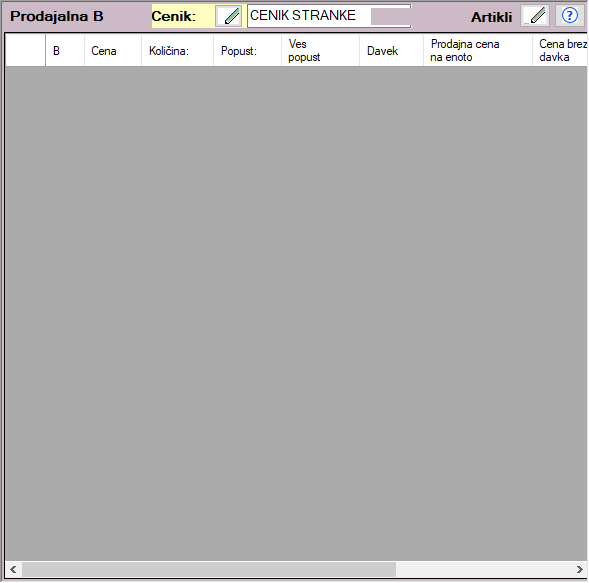 Prodajalna B Cenik: CENIK STRANKE Artikli ?
B Cena Količina: Popust: Ves popust Davek Prodajna cena na enoto Cena brez davka